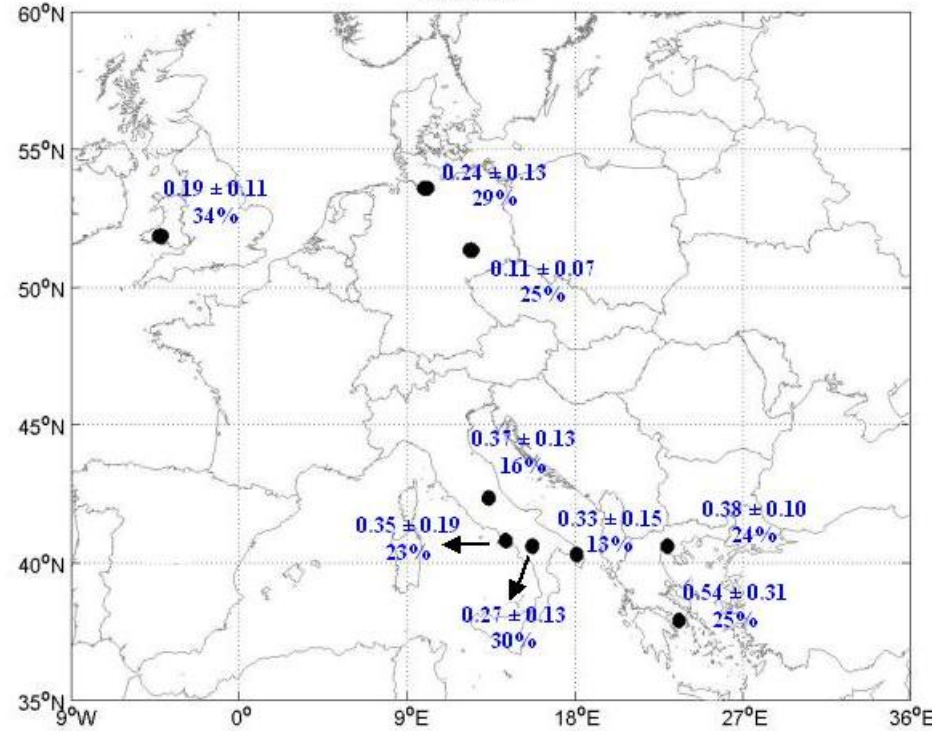 60°N
55°N
50°N
45°N
40°N
35°N
9°W
0°
9°E
18°E
27°E
36°E
0.19 ± 0.11
34%
0.24 ± 0.13
29%
0.11 ± 0.07
25%
0.37 ± 0.13
16%
0.35 ± 0.19
23%
0.33 ± 0.15
13%
0.38 ± 0.10
24%
0.27 ± 0.13
30%
0.54 ± 0.31
25%